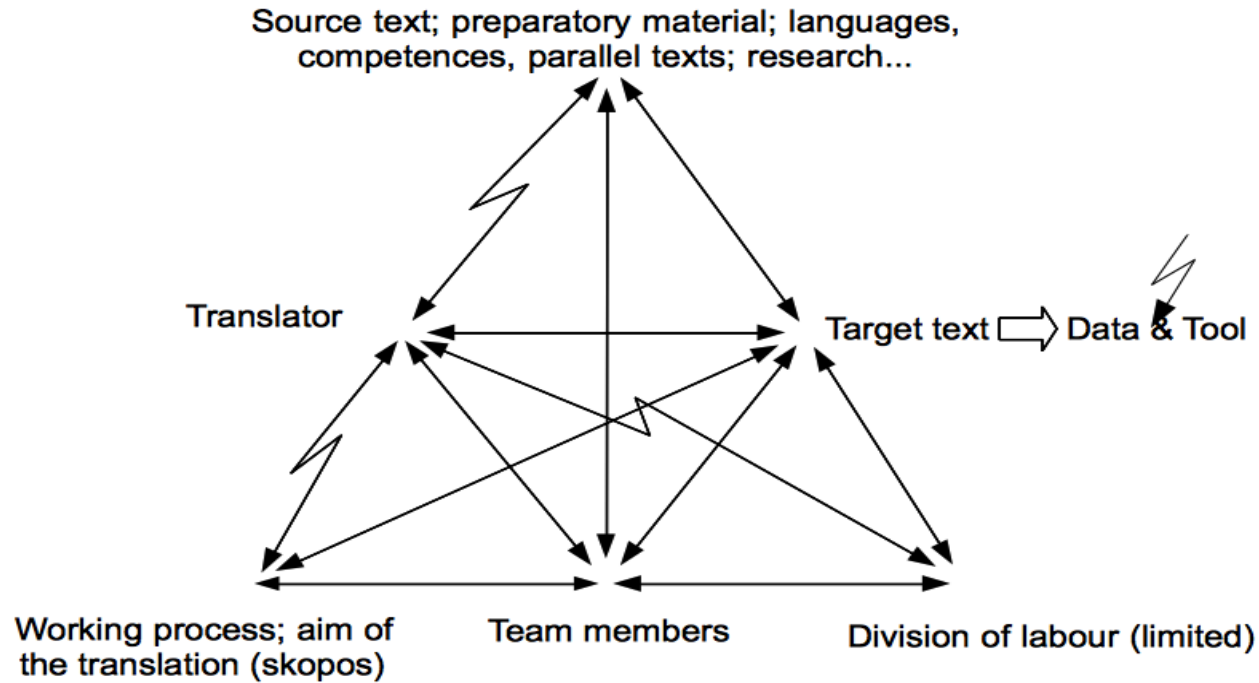 Source text; preparatory material; languages,
competences, parallel texts; research...
Translator
Target text
Data & Tool
Working process; aim of
the translation (skopos)
Team members
Division of labour (limited)